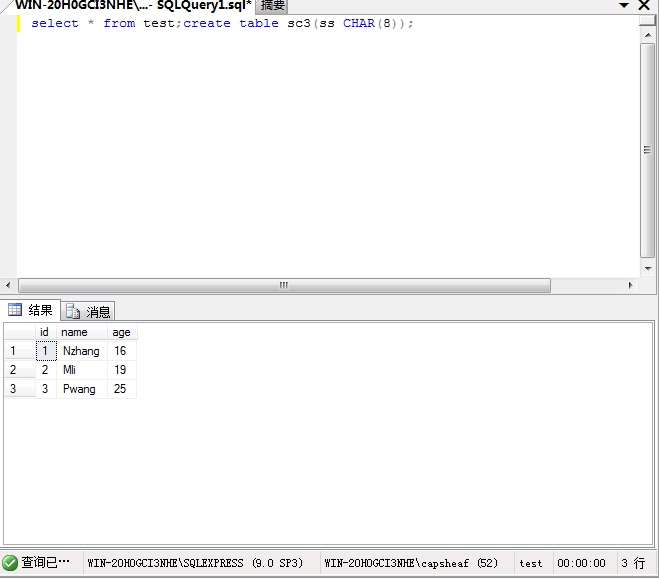 WIN-20H0GCI3NHE\...- SQLQuery1.sql* 摘要
select * from test;create table sc3(ss CHAR(8));
结果 消息
id name age
1 1 Nzhang 16
2 2 Mli 19
3 3 Pwang 25
查询已··· WIN-20H0GCI3NHE\SQLEXPRESS (9.0 SP3) WIN-20H0GCI3NHE\capsheaf (52) test 00:00:00 3 行